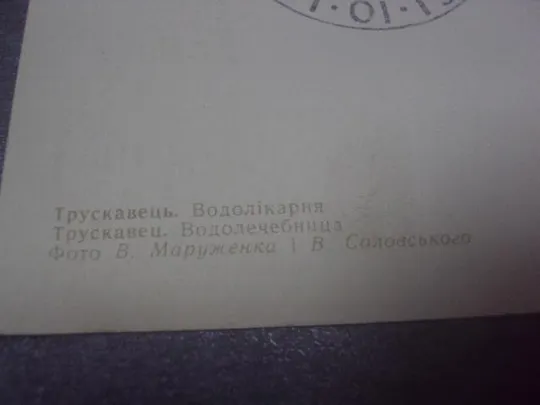 Трускавець. Водолікарня
Трускавец. Водолечебница
Фото В. Маруженка і В. Соловського